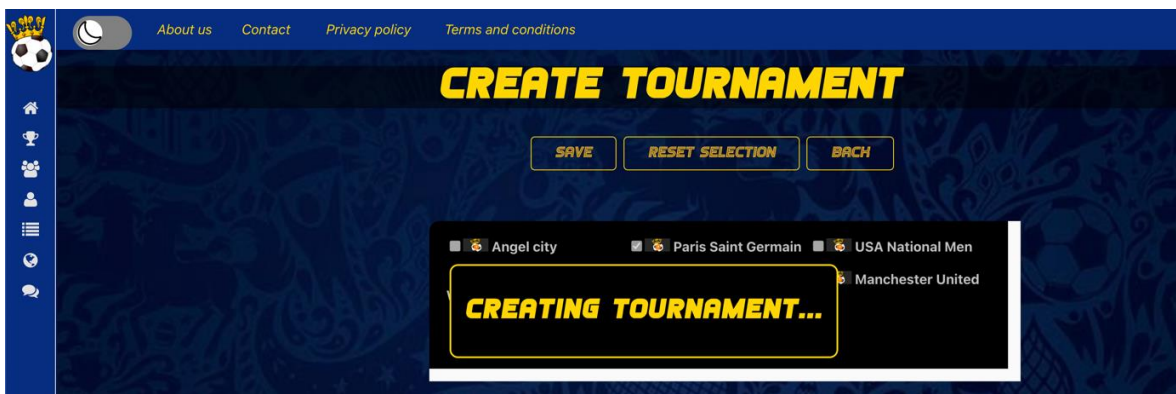 About us Contact Privacy policy Terms and conditions
CREATE TOURNAMENT
SAVE RESET SELECTION BACK
Angel city Paris Saint Germain USA National Men
Manchester United
CREATING TOURNAMENT...